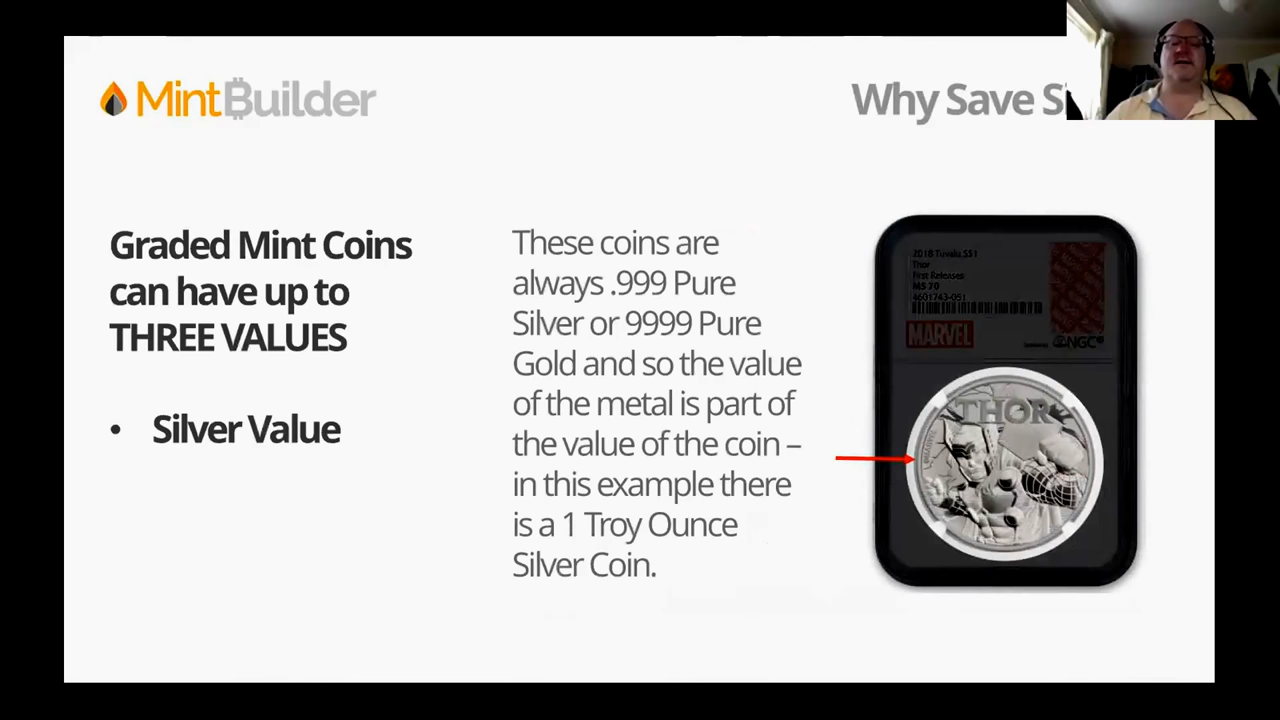 MintBuilder
Why Save
Graded Mint Coins
can have up to
THREE VALUES
• Silver Value
These coins are
always .999 Pure
Silver or 9999 Pure
Gold and so the value
of the metal is part of
the value of the coin –
in this example there
is a 1 Troy Ounce
Silver Coin.
2018 Tuvalu S$1
Thor
First Releases
MS 70
4601743-051
MARVEL
NGC
THOR